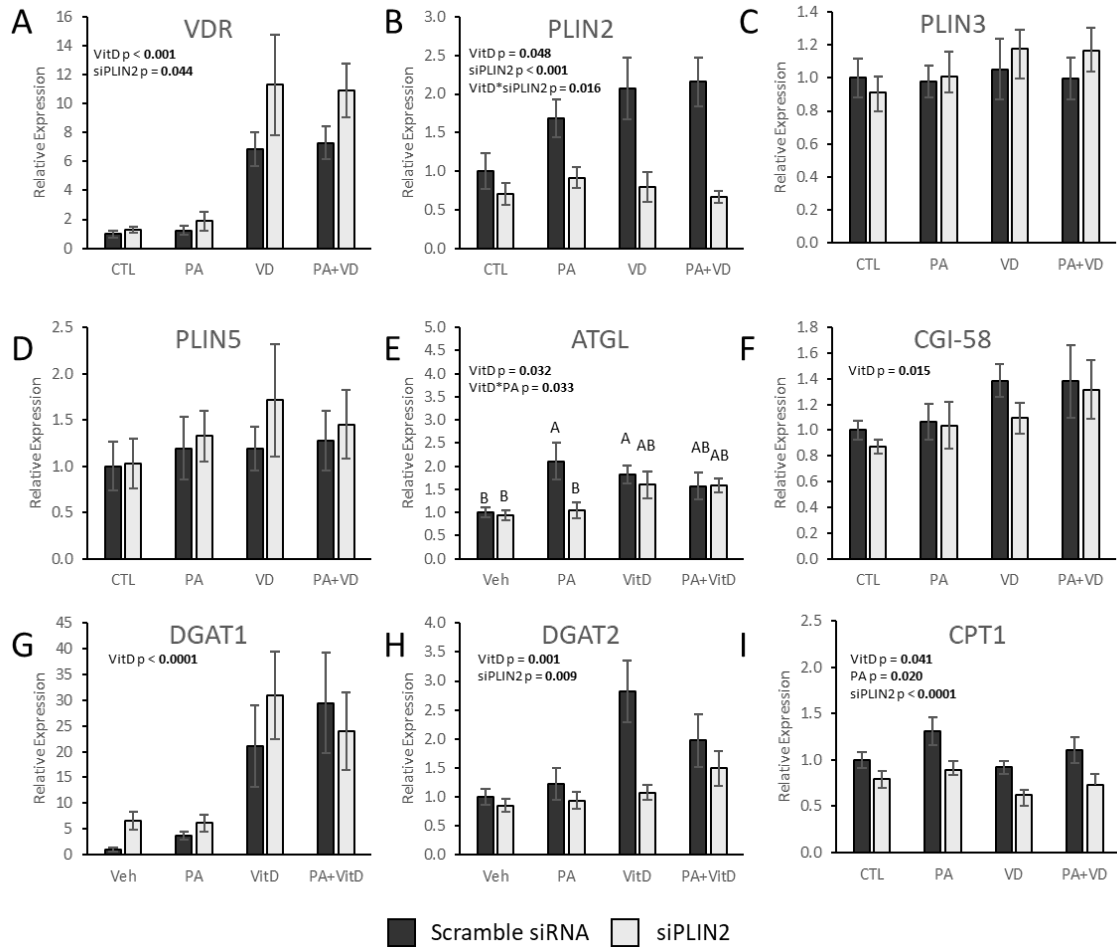 A
VDR
VitD p < 0.001
siPLIN2 p = 0.044
Relative Expression
16
14
12
10
8
6
4
2
0
CTL PA VD PA+VD
B
PLIN2
VitD p = 0.048
siPLIN2 p < 0.001
VitD*siPLIN2 p = 0.016
Relative Expression
3.0
2.5
2.0
1.5
1.0
0.5
0.0
CTL PA VD PA+VD
C
PLIN3
Relative Expression
1.4
1.2
1.0
0.8
0.6
0.4
0.2
0.0
CTL PA VD PA+VD
D
PLIN5
Relative Expression
2.5
2.0
1.5
1.0
0.5
0.0
CTL PA VD PA+VD
E
ATGL
VitD p = 0.032
VitD*PA p = 0.033
Relative Expression
5.0
4.5
4.0
3.5
3.0
2.5
2.0
1.5
1.0
0.5
0.0
B B A B A AB AB AB
Veh PA VitD PA+VitD
F
CGI-58
VitD p = 0.015
Relative Expression
1.8
1.6
1.4
1.2
1.0
0.8
0.6
0.4
0.2
0.0
CTL PA VD PA+VD
G
DGAT1
VitD p < 0.0001
Relative Expression
45
40
35
30
25
20
15
10
5
0
Veh PA VitD PA+VitD
H
DGAT2
VitD p = 0.001
siPLIN2 p = 0.009
Relative Expression
4.0
3.5
3.0
2.5
2.0
1.5
1.0
0.5
0.0
Veh PA VitD PA+VitD
I
CPT1
VitD p = 0.041
PA p = 0.020
siPLIN2 p < 0.0001
Relative Expression
2.5
2.0
1.5
1.0
0.5
0.0
CTL PA VD PA+VD
Scramble siRNA siPLIN2